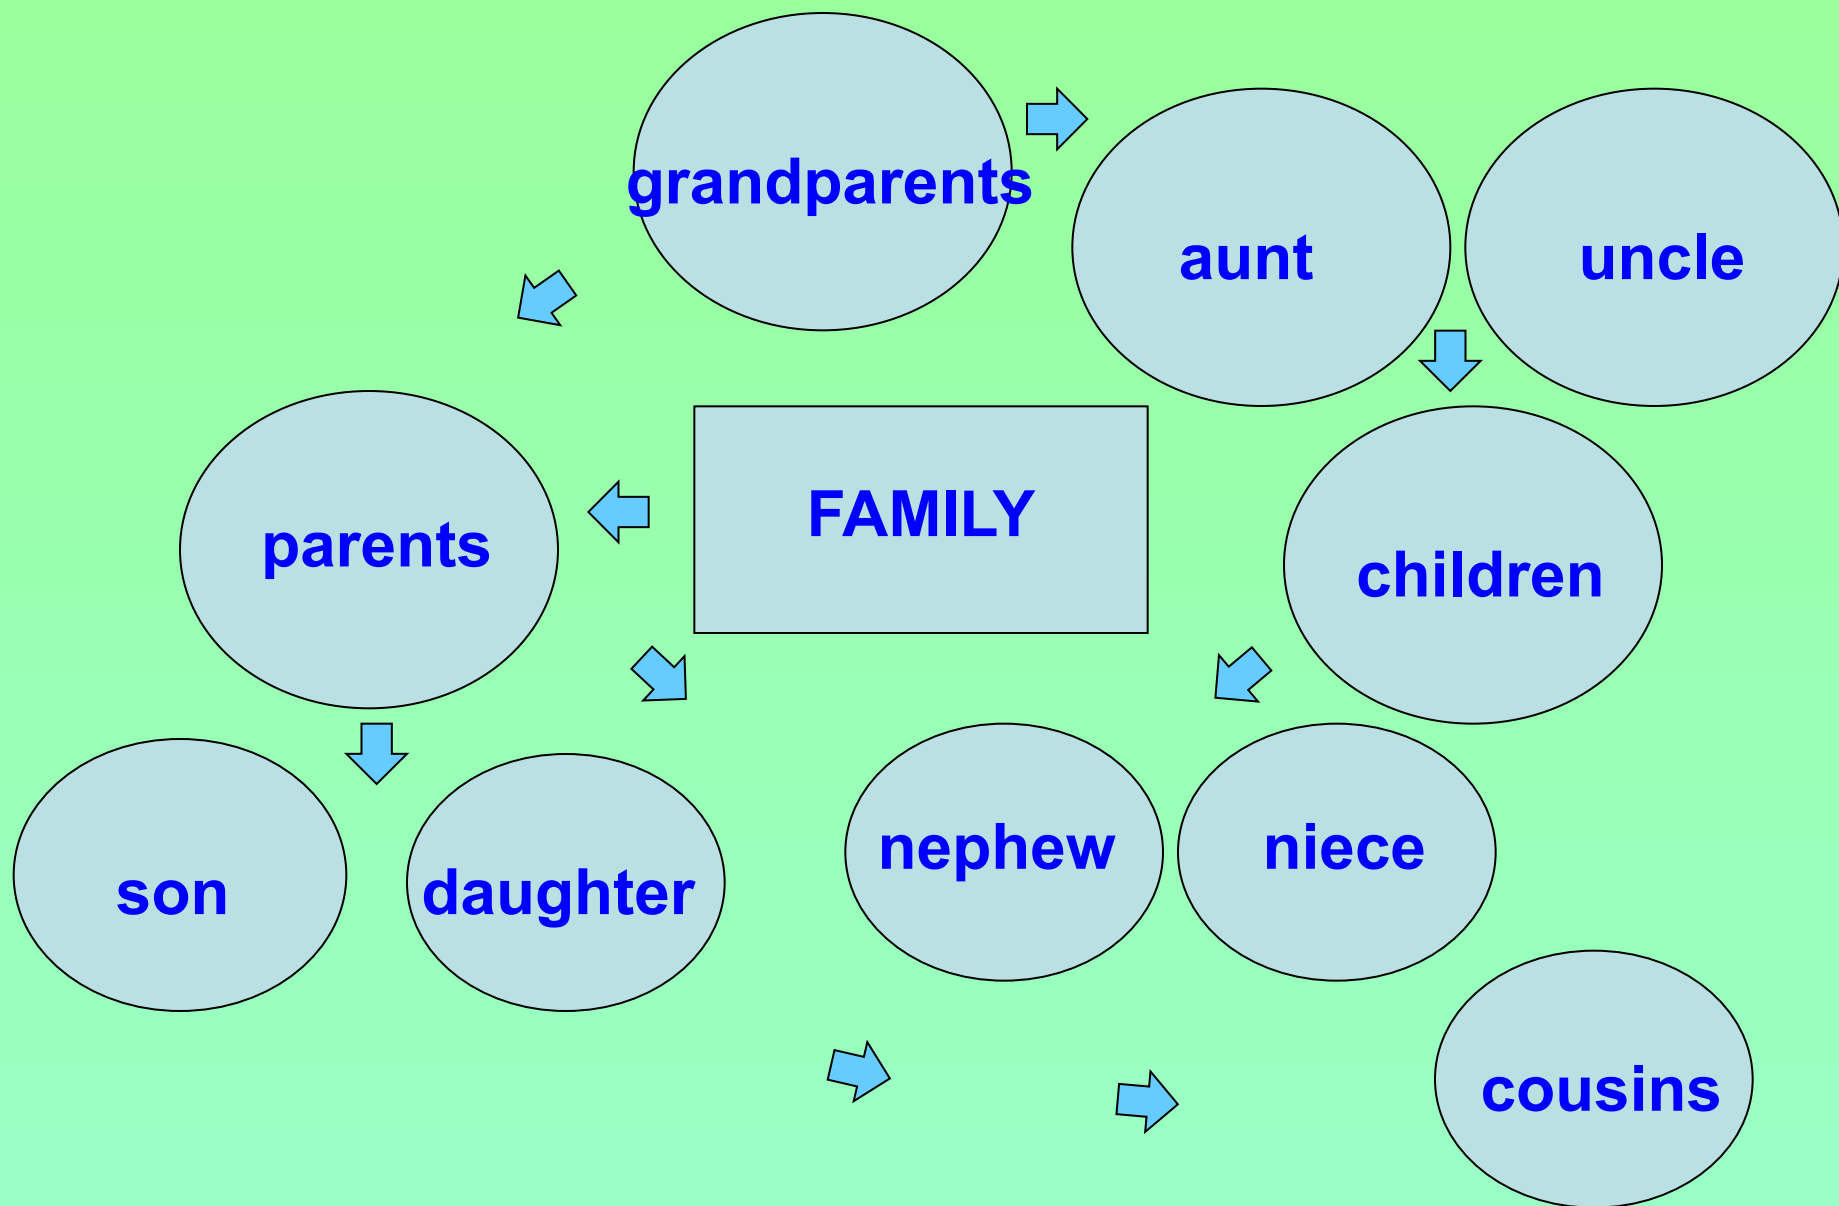 grandparents
aunt
uncle
FAMILY
parents
children
nephew
niece
son
daughter
cousins